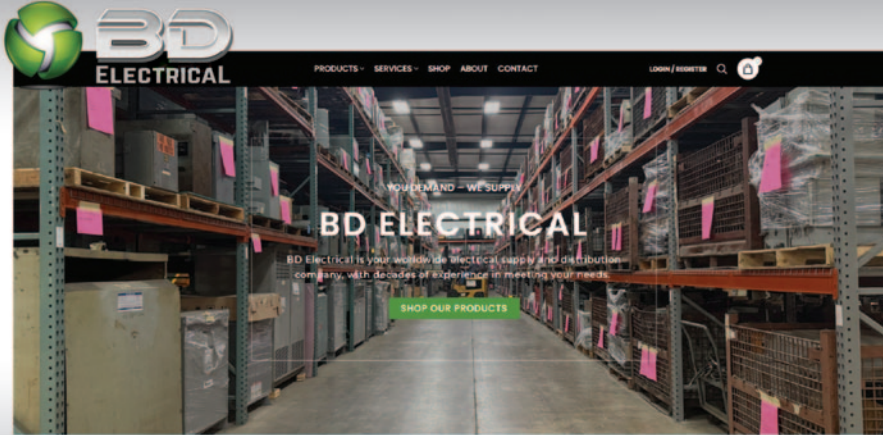 BD
ELECTRICAL
PRODUCTS SERVICES SHOP ABOUT CONTACT
LOGIN / REGISTER
YOU DEMAND – WE SUPPLY
BD ELECTRICAL
BD Electrical is your worldwide electrical supply and distribution
company, with decades of experience in meeting your needs.
SHOP OUR PRODUCTS